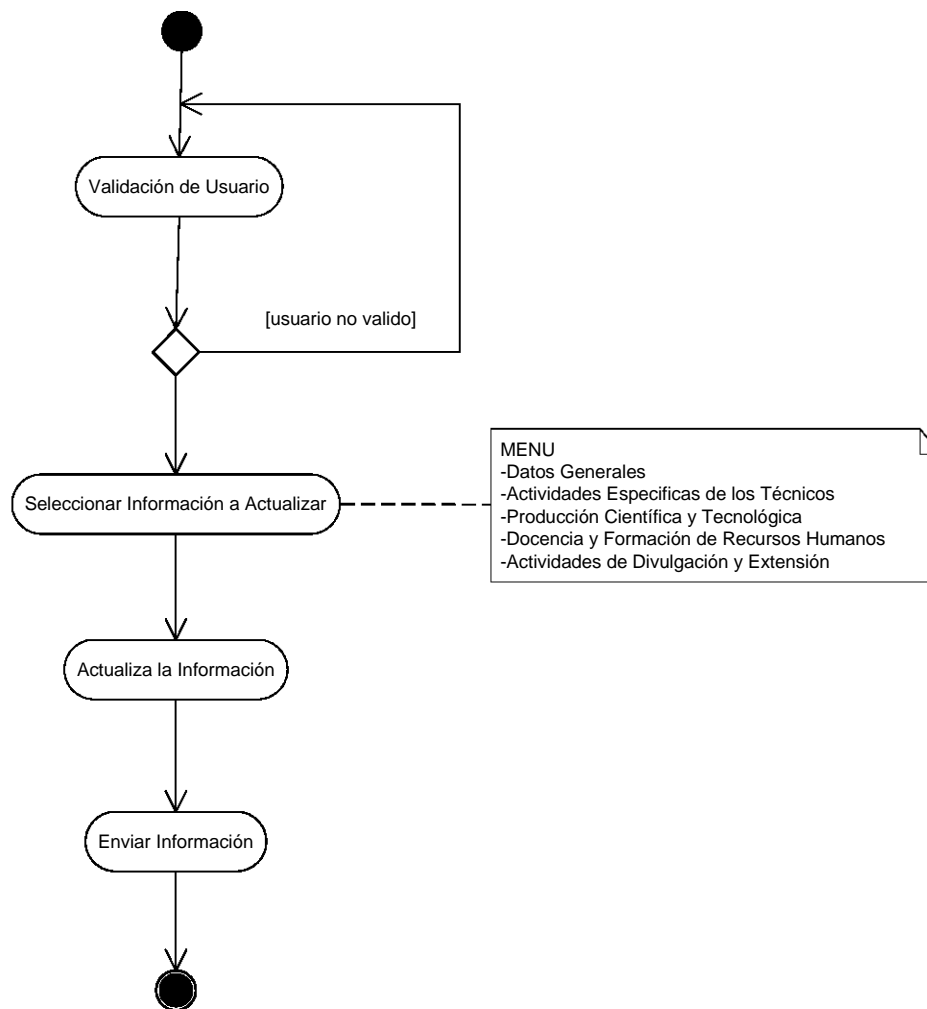 Validación de Usuario
[usuario no valido]
MENU
-Datos Generales
-Actividades Especificas de los Técnicos
-Producción Científica y Tecnológica
-Docencia y Formación de Recursos Humanos
-Actividades de Divulgación y Extensión
Seleccionar Información a Actualizar
Actualiza la Información
Enviar Información